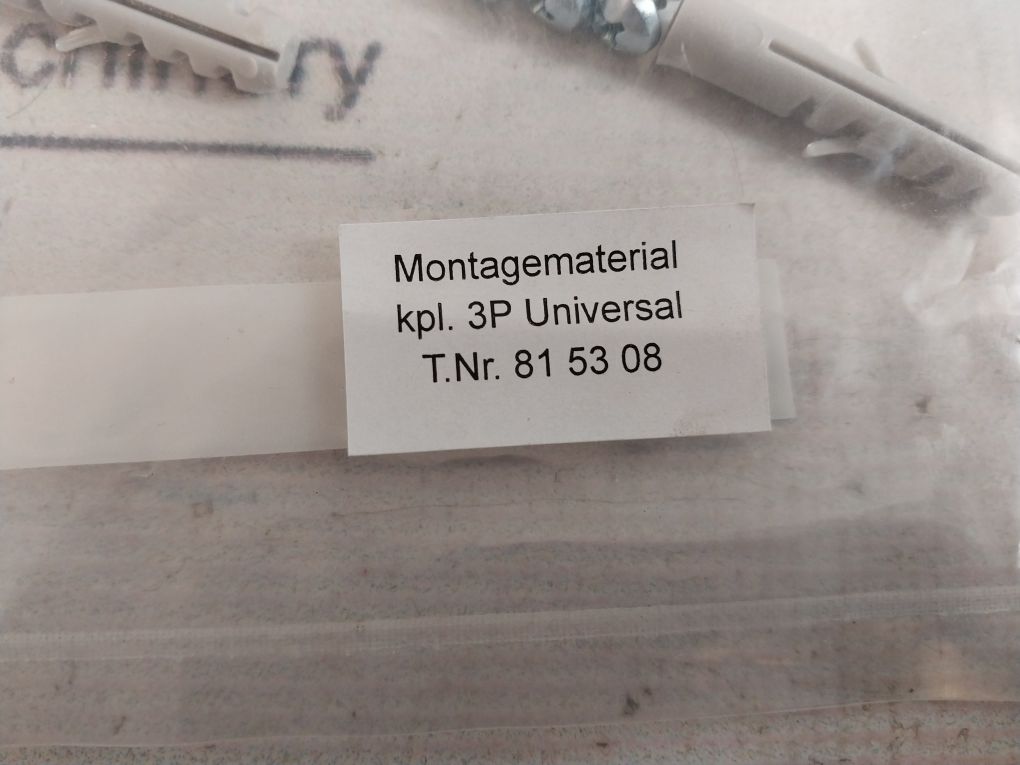 Montagematerial
kpl. 3P Universal
T.Nr. 81 53 08